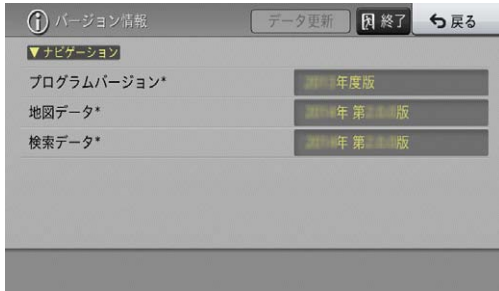 バージョン情報 データ更新 終了 戻る
▼ナビゲーション
プログラムバージョン* 年度版
地図データ* 年 第 版
検索データ* 年 第 版